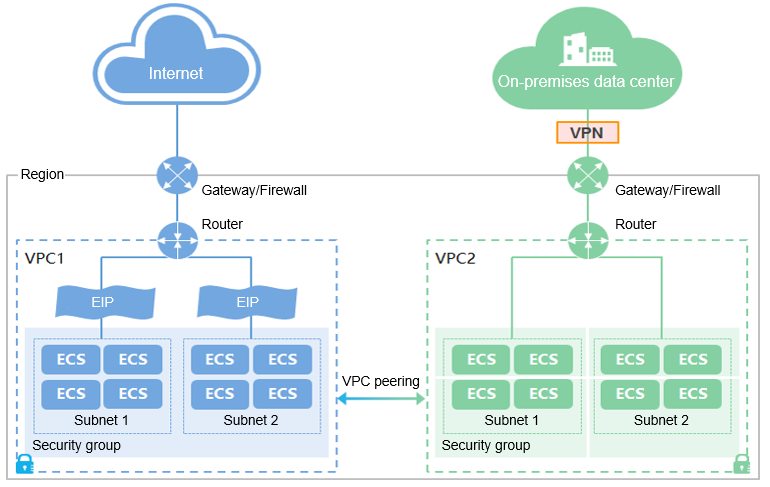 Internet
On-premises data center
VPN
Region
Gateway/Firewall
Gateway/Firewall
Router
Router
VPC1
VPC2
EIP
EIP
ECS ECS
ECS ECS
ECS ECS
ECS ECS
VPC peering
ECS ECS
ECS ECS
ECS ECS
ECS ECS
Subnet 1
Subnet 2
Subnet 1
Subnet 2
Security group
Security group